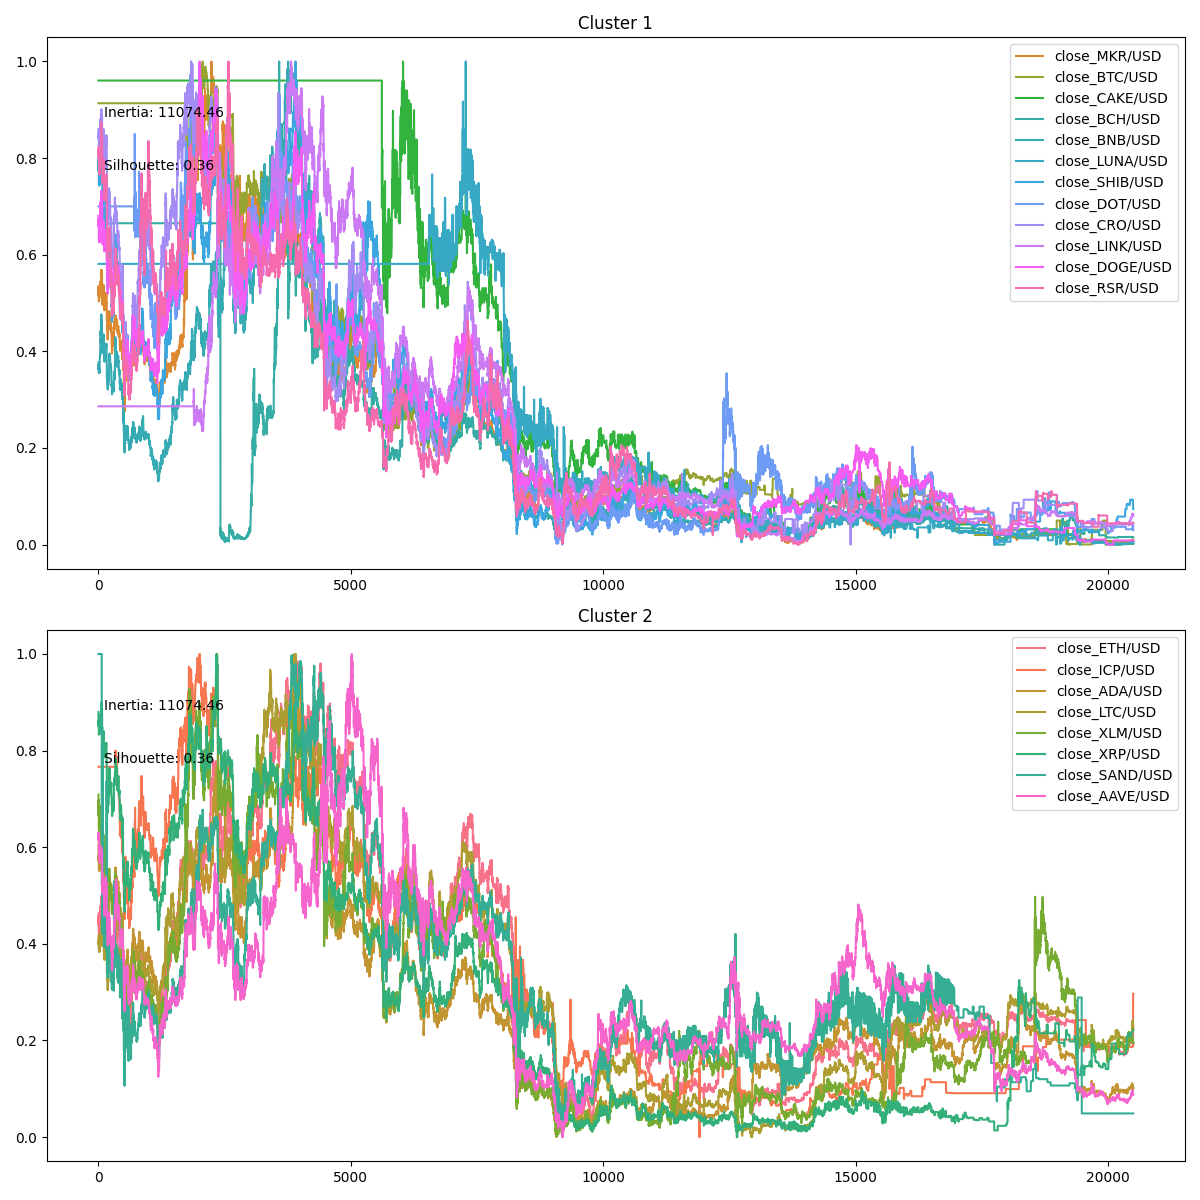 Cluster 1
1.0
0.8
0.6
0.4
0.2
0.0
Inertia: 11074.46
Silhouette: 0.36
close_MKR/USD
close_BTC/USD
close_CAKE/USD
close_BCH/USD
close_BNB/USD
close_LUNA/USD
close_SHIB/USD
close_DOT/USD
close_CRO/USD
close_LINK/USD
close_DOGE/USD
close_RSR/USD
0 5000 10000 15000 20000
Cluster 2
1.0
0.8
0.6
0.4
0.2
0.0
Inertia: 11074.46
Silhouette: 0.36
close_ETH/USD
close_ICP/USD
close_ADA/USD
close_LTC/USD
close_XLM/USD
close_XRP/USD
close_SAND/USD
close_AAVE/USD
0 5000 10000 15000 20000